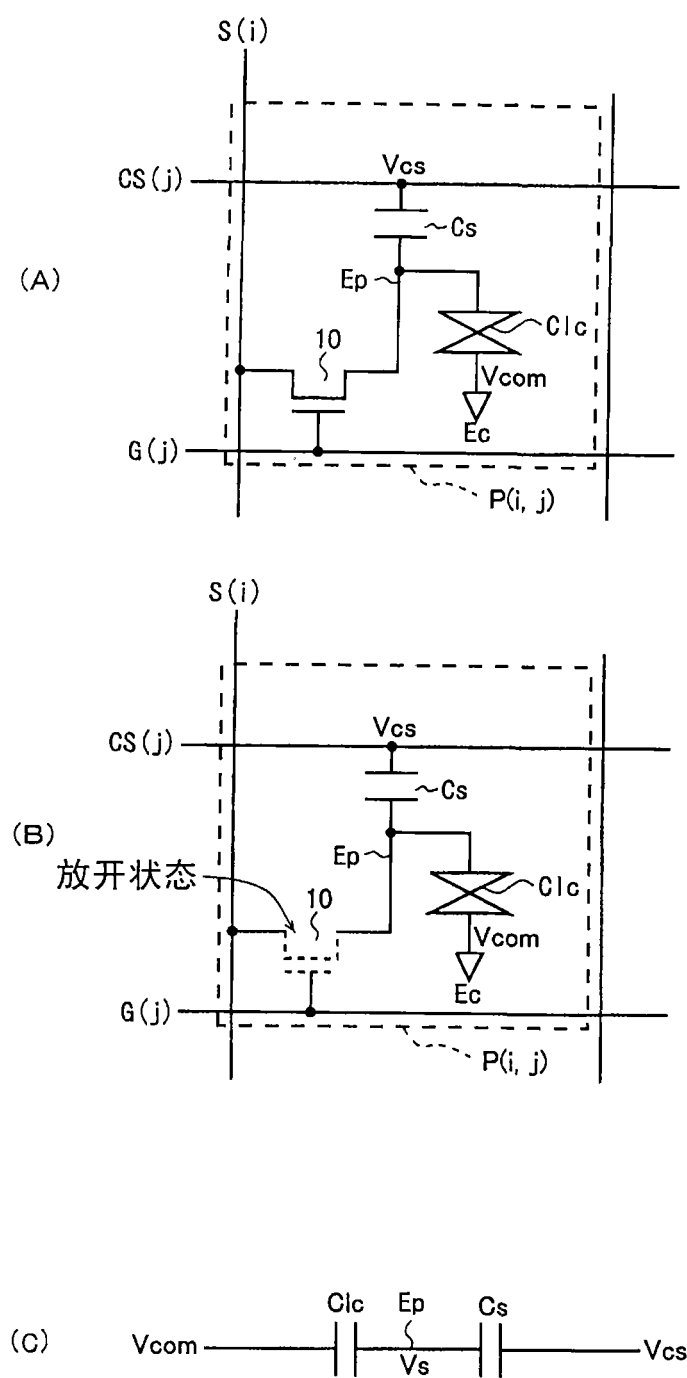 S(i)
CS(j)
Vcs
Cs
(A)
Ep
10
Clc
Vcom
Ec
G(j)
P(i, j)
S(i)
CS(j)
Vcs
Cs
(B)
Ep
放开状态
10
Clc
Vcom
Ec
G(j)
P(i, j)
Clc
Ep
Cs
(C)
Vcom
Vs
Vcs